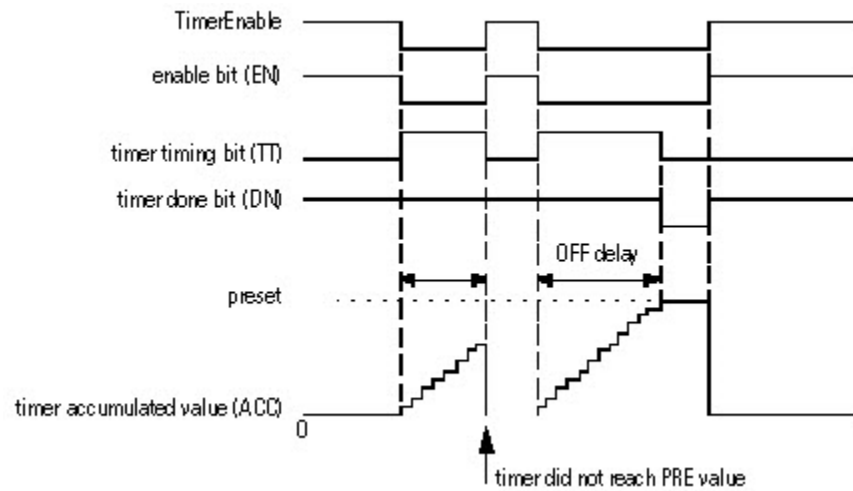 TimerEnable
enable bit (EN)
timer timing bit (TT)
timer done bit (DN)
OFF delay
preset
timer accumulated value (ACC)
0
timer did not reach PRE value